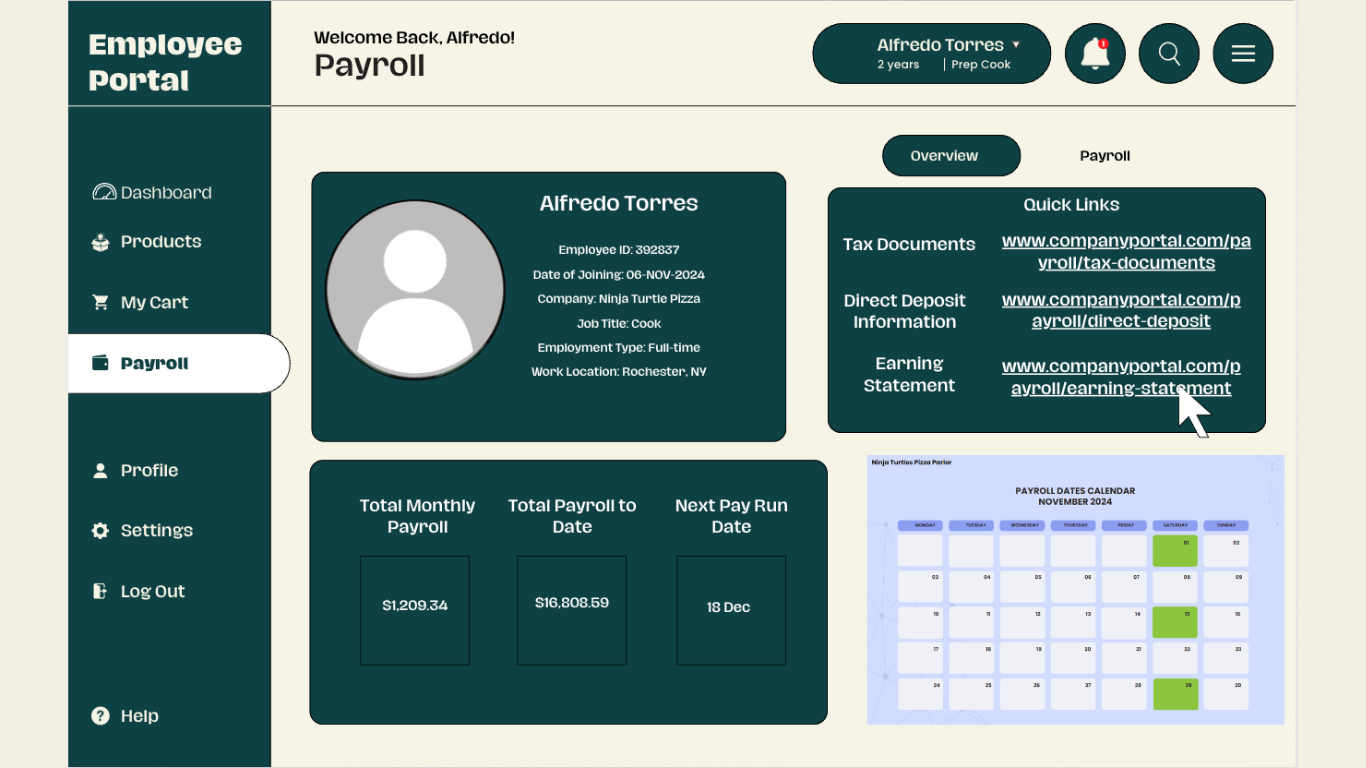 Employee
Portal
Welcome Back, Alfredo!
Payroll
Alfredo Torres
2 years | Prep Cook
1
Dashboard
Products
My Cart
Payroll
Profile
Settings
Log Out
? Help
Overview
Payroll
Alfredo Torres
Employee ID: 392837
Date of Joining: 06-NOV-2024
Company: Ninja Turtle Pizza
Job Title: Cook
Employment Type: Full-time
Work Location: Rochester, NY
Quick Links
Tax Documents
www.companyportal.com/pa
yroll/tax-documents
Direct Deposit
Information
www.companyportal.com/p
ayroll/direct-deposit
Earning
Statement
www.companyportal.com/p
ayroll/earning-statement
Total Monthly
Payroll
$1,209.34
Total Payroll to
Date
$16,808.59
Next Pay Run
Date
18 Dec
Ninja Turtles Pizza Parlor
PAYROLL DATES CALENDAR
NOVEMBER 2024
MONDAY TUESDAY WEDNESDAY THURSDAY FRIDAY SATURDAY SUNDAY
01 02
03 04 05 06 07 08 09
10 11 12 13 14 15 16
17 18 19 20 21 22 23
24 25 26 27 28 29 30